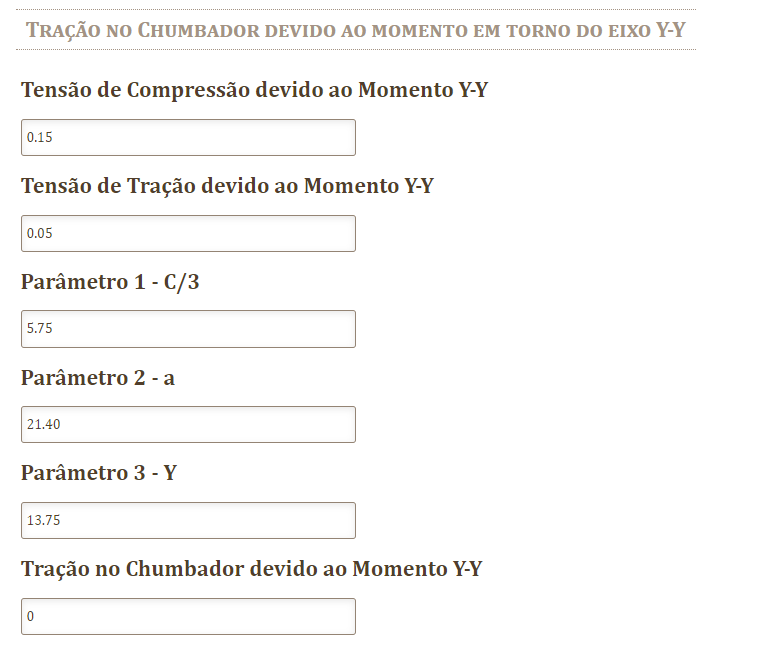 Tração no Chumbador devido ao momento em torno do eixo Y-Y
Tensão de Compressão devido ao Momento Y-Y
0.15
Tensão de Tração devido ao Momento Y-Y
0.05
Parâmetro 1 - C/3
5.75
Parâmetro 2 - a
21.40
Parâmetro 3 - Y
13.75
Tração no Chumbador devido ao Momento Y-Y
0